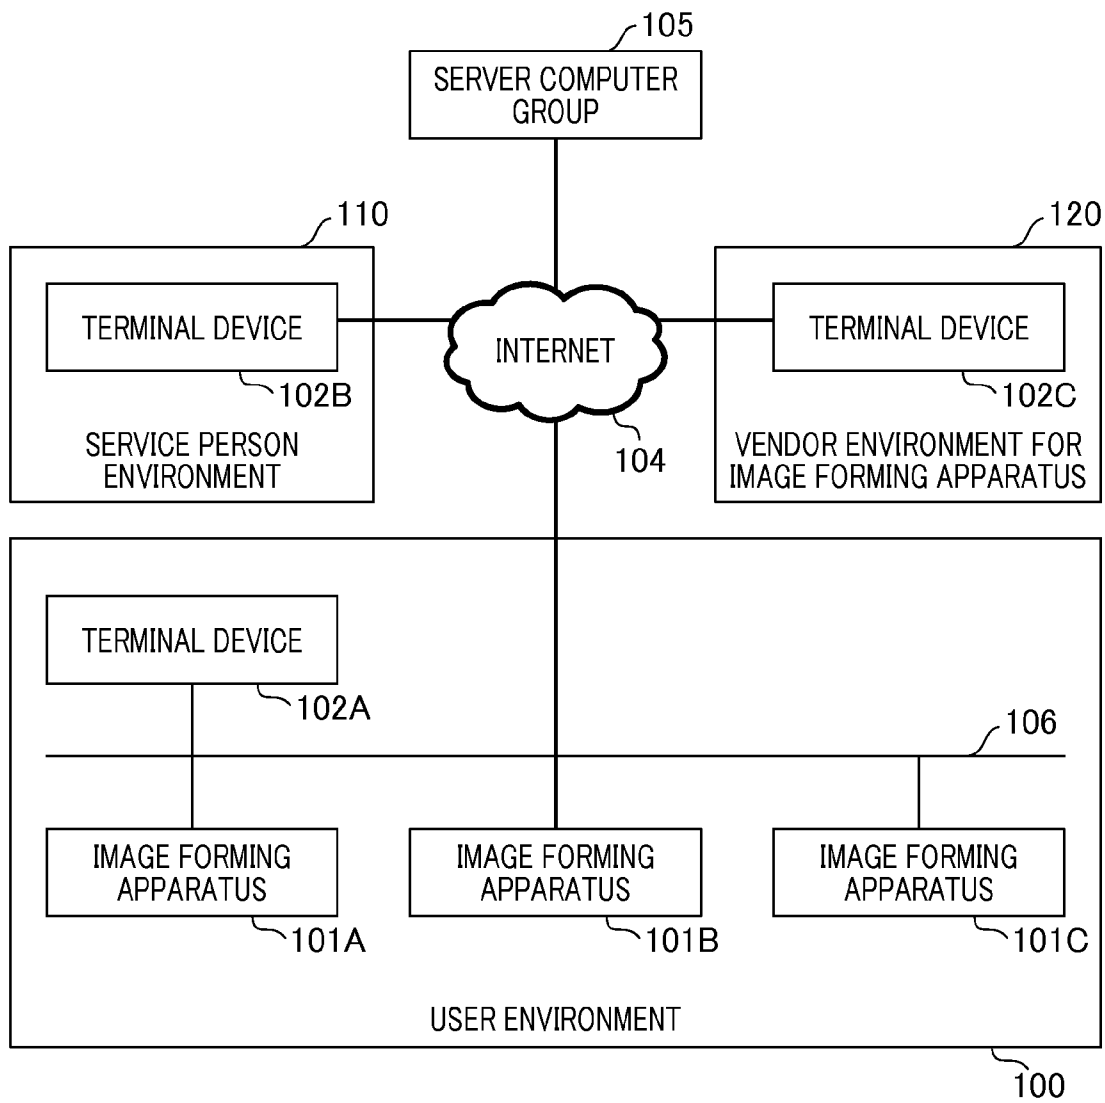 105
SERVER COMPUTER
GROUP
110
120
TERMINAL DEVICE
INTERNET
TERMINAL DEVICE
102B
102C
104
SERVICE PERSON
ENVIRONMENT
VENDOR ENVIRONMENT FOR
IMAGE FORMING APPARATUS
TERMINAL DEVICE
102A
106
IMAGE FORMING
APPARATUS
IMAGE FORMING
APPARATUS
IMAGE FORMING
APPARATUS
101A
101B
101C
USER ENVIRONMENT
100